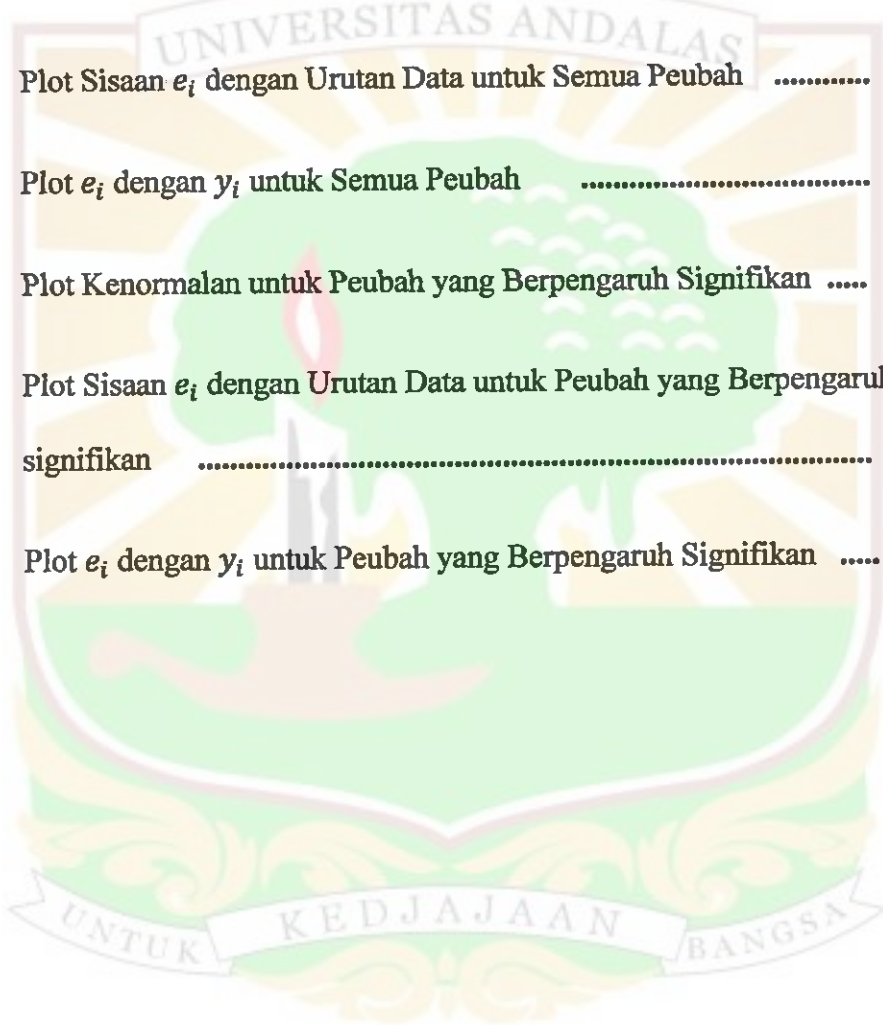 UNIVERSITAS ANDALAS
Plot Sisaan eᵢ dengan Urutan Data untuk Semua Peubah ............
Plot eᵢ dengan yᵢ untuk Semua Peubah ....................................
Plot Kenormalan untuk Peubah yang Berpengaruh Signifikan .....
Plot Sisaan eᵢ dengan Urutan Data untuk Peubah yang Berpengaruh
signifikan ....................................................................................
Plot eᵢ dengan yᵢ untuk Peubah yang Berpengaruh Signifikan .....
UNTUK KEDJAJAAN BANGSA